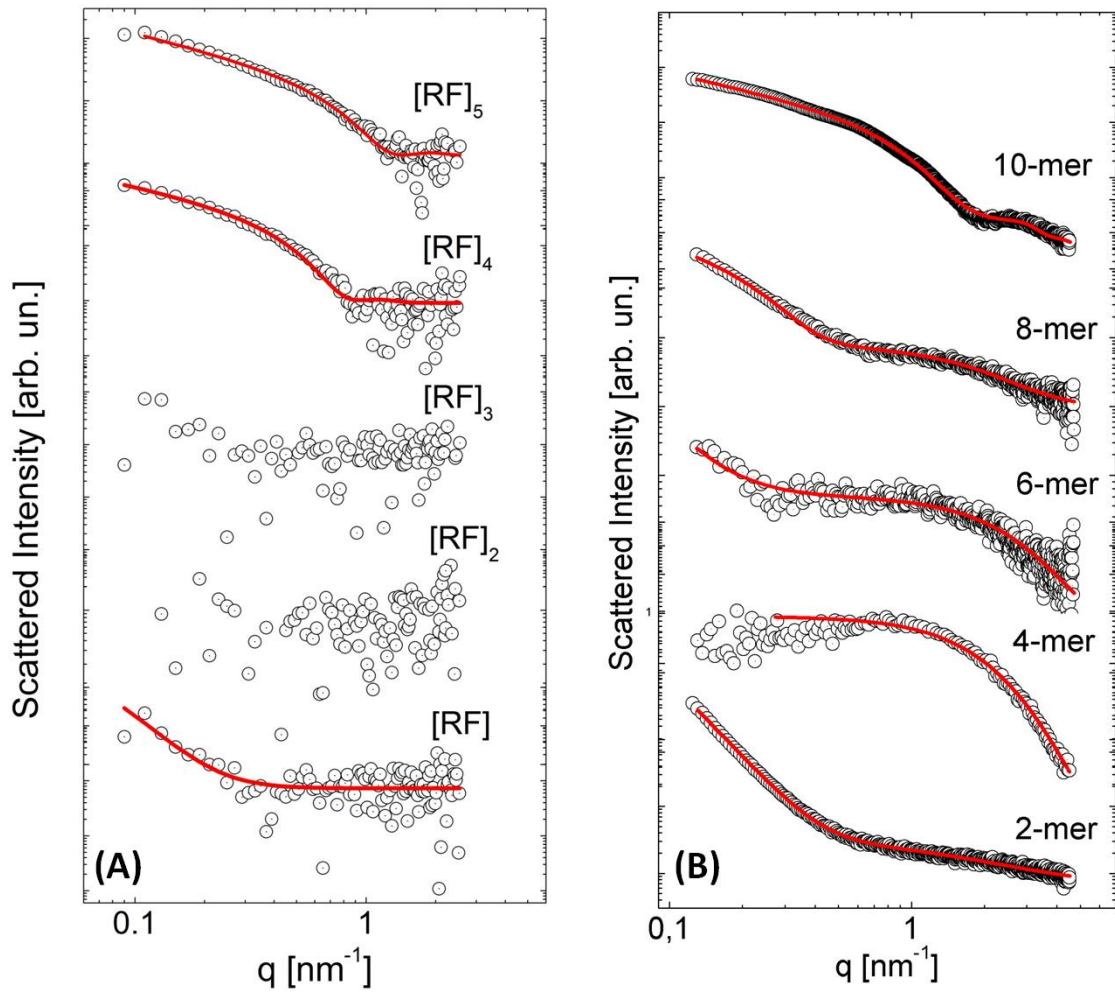 Scattered Intensity [arb. un.]
[RF]5
[RF]4
[RF]3
[RF]2
[RF]
(A)
0.1 1
q [nm-1]
Scattered Intensity [arb. un.]
10-mer
8-mer
6-mer
1
4-mer
2-mer
(B)
0,1 1
q [nm-1]